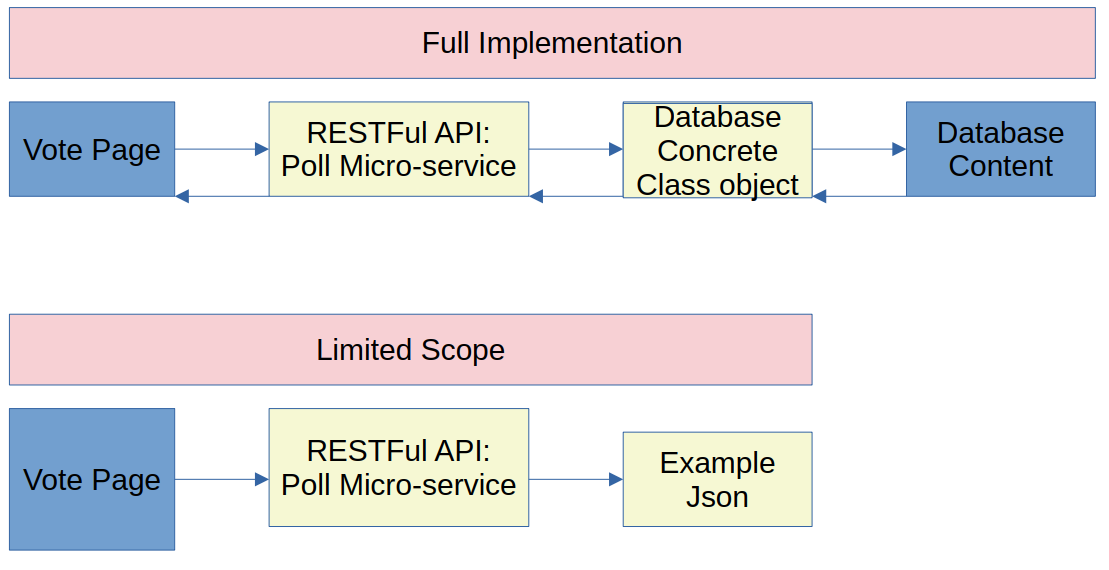 Full Implementation
Vote Page
RESTFul API:
Poll Micro-service
Database
Concrete
Class object
Database
Content
Limited Scope
Vote Page
RESTFul API:
Poll Micro-service
Example
Json